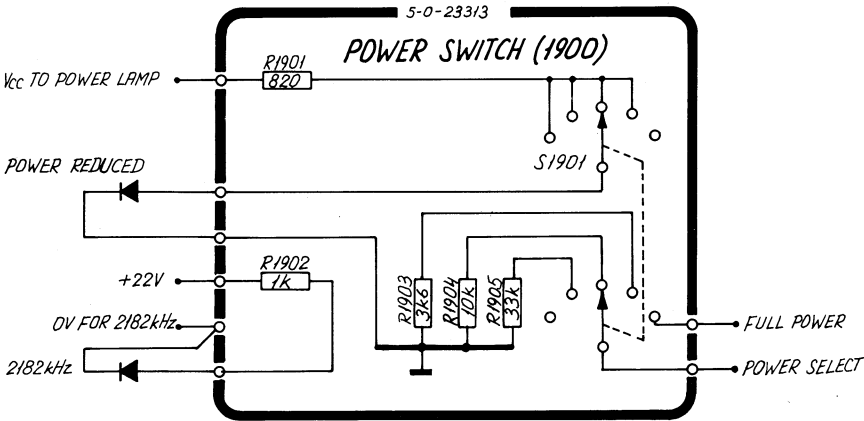 5-0-23313
POWER SWITCH (1900)
R1901
820
Vcc TO POWER LAMP
S1901
POWER REDUCED
R1902
1k
+22V
R1903
3k6
R1904
10k
R1905
33k
0V FOR 2182kHz
FULL POWER
2182kHz
POWER SELECT